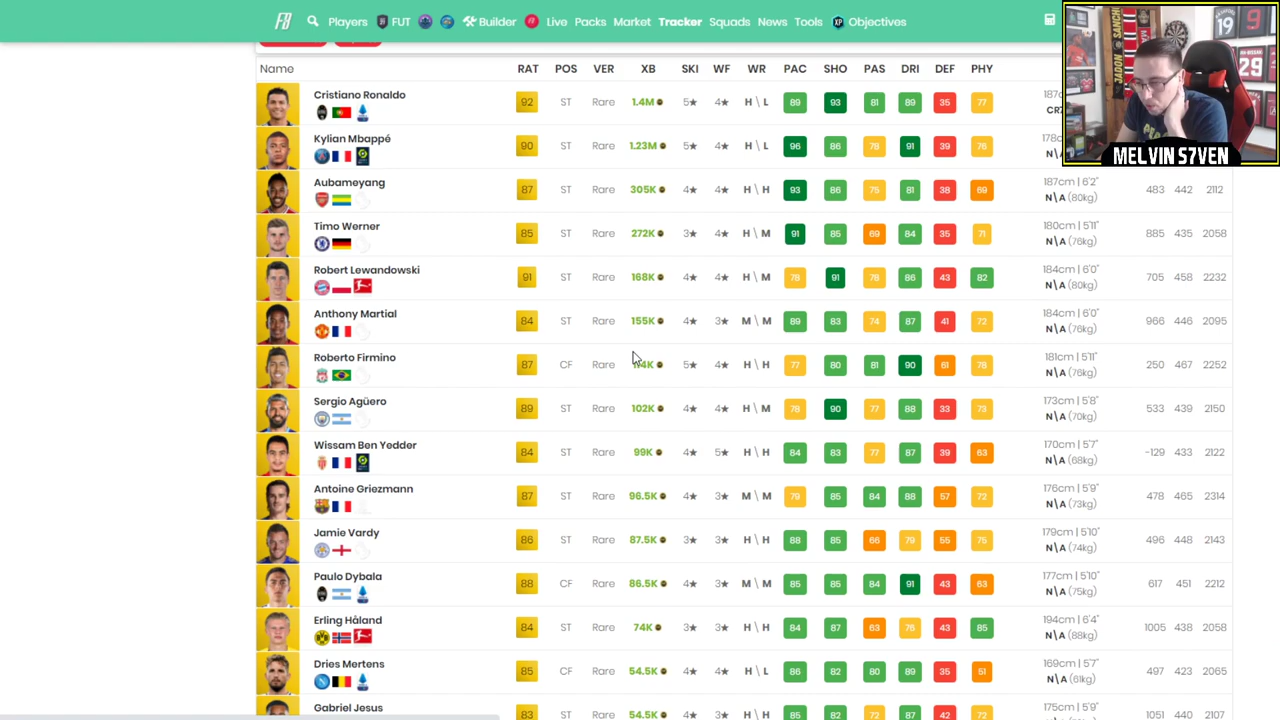 FB Players FUT Builder Live Packs Market Tracker Squads News Tools XP Objectives
19 9
JADON SANCHO
29
MELVIN S7VEN
Name RAT POS VER XB SKI WF WR PAC SHO PAS DRI DEF PHY
Cristiano Ronaldo
92 ST Rare 1.4M 5★ 4★ H \ L 89 93 81 89 35 77
Kylian Mbappé
90 ST Rare 1.23M 5★ 4★ H \ L 96 86 78 91 39 76
Aubameyang
87 ST Rare 305K 4★ 4★ H \ H 93 86 75 81 38 69 187cm | 6'2" 483 442 2112
N\A (80kg)
Timo Werner
85 ST Rare 272K 3★ 4★ H \ M 91 85 69 84 35 71 180cm | 5'11" 885 435 2058
N\A (76kg)
Robert Lewandowski
91 ST Rare 168K 4★ 4★ H \ M 78 91 78 86 43 82 184cm | 6'0" 705 458 2232
N\A (80kg)
Anthony Martial
84 ST Rare 155K 4★ 3★ M \ M 89 83 74 87 41 72 184cm | 6'0" 966 446 2095
N\A (76kg)
Roberto Firmino
87 CF Rare 5★ 4★ H \ H 77 80 81 90 61 78 181cm | 5'11" 250 467 2252
N\A (76kg)
Sergio Agüero
89 ST Rare 102K 4★ 4★ H \ M 78 90 77 88 33 73 173cm | 5'8" 533 439 2150
N\A (70kg)
Wissam Ben Yedder
84 ST Rare 99K 4★ 5★ H \ H 84 83 77 87 39 63 170cm | 5'7" -129 433 2122
N\A (68kg)
Antoine Griezmann
87 ST Rare 96.5K 4★ 3★ M \ M 79 85 84 88 57 72 176cm | 5'9" 478 465 2314
N\A (73kg)
Jamie Vardy
86 ST Rare 87.5K 3★ 3★ H \ H 88 85 66 79 55 75 179cm | 5'10" 496 448 2143
N\A (74kg)
Paulo Dybala
88 CF Rare 86.5K 4★ 3★ M \ M 85 85 84 91 43 63 177cm | 5'10" 617 451 2212
N\A (75kg)
Erling Håland
84 ST Rare 74K 3★ 3★ H \ H 84 87 63 76 43 85 194cm | 6'4" 1005 438 2058
N\A (88kg)
Dries Mertens
85 CF Rare 54.5K 4★ 4★ H \ L 86 82 80 89 35 51 169cm | 5'7" 497 423 2065
N\A (61kg)
Gabriel Jesus
83 ST Rare 54.5K 4★ 3★ H \ H 85 82 72 87 42 72 175cm | 5'9" 1051 440 2107